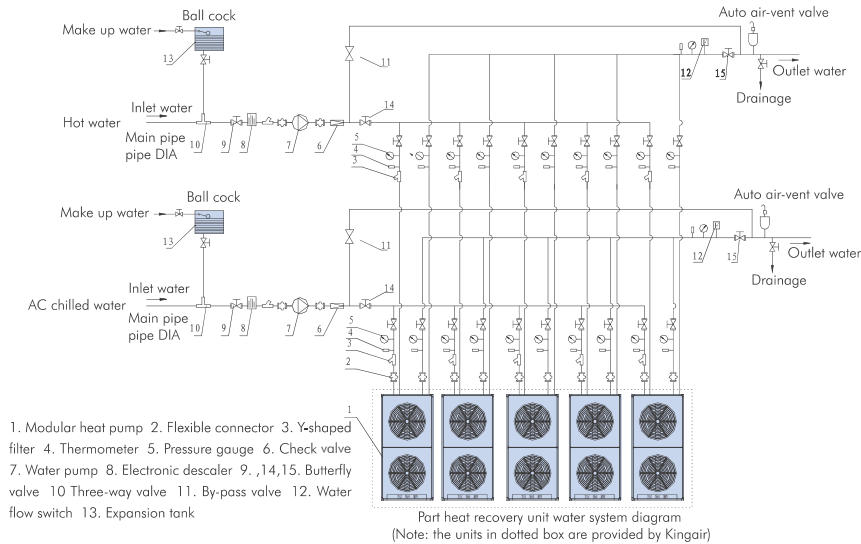 Ball cock
Auto air-vent valve
Make up water
13
11
12
15
Outlet water
Drainage
Inlet water
14
Hot water
Main pipe
pipe DIA
10
9
8
7
6
5
4
3
Ball cock
Auto air-vent valve
Make up water
13
11
12
15
Outlet water
Drainage
Inlet water
14
AC chilled water
Main pipe
pipe DIA
10
9
8
7
6
5
4
3
2
1
1. Modular heat pump 2. Flexible connector 3. Y-shaped
filter 4. Thermometer 5. Pressure gauge 6. Check valve
7. Water pump 8. Electronic descaler 9. ,14,15. Butterfly
valve 10 Three-way valve 11. By-pass valve 12. Water
flow switch 13. Expansion tank
Part heat recovery unit water system diagram
(Note: the units in dotted box are provided by Kingair)